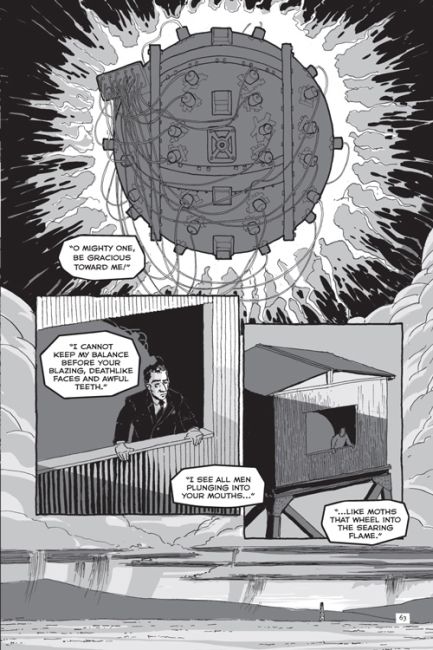 "O MIGHTY ONE,
BE GRACIOUS
TOWARD ME!"
"I CANNOT
KEEP MY BALANCE
BEFORE YOUR
BLAZING, DEATHLIKE
FACES AND AWFUL
TEETH."
"I SEE ALL MEN
PLUNGING INTO
YOUR MOUTHS..."
"...LIKE MOTHS
THAT WHEEL INTO
THE SEARING
FLAME."
63